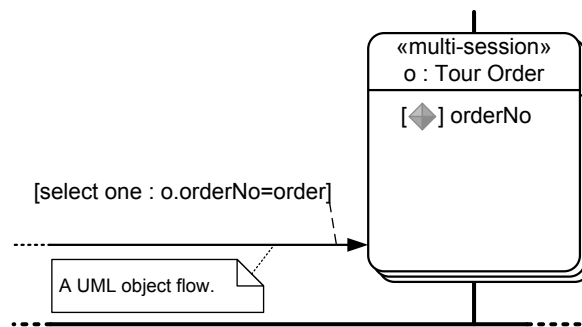 «multi-session»
o : Tour Order
[ ] orderNo
[select one : o.orderNo=order]
A UML object flow.